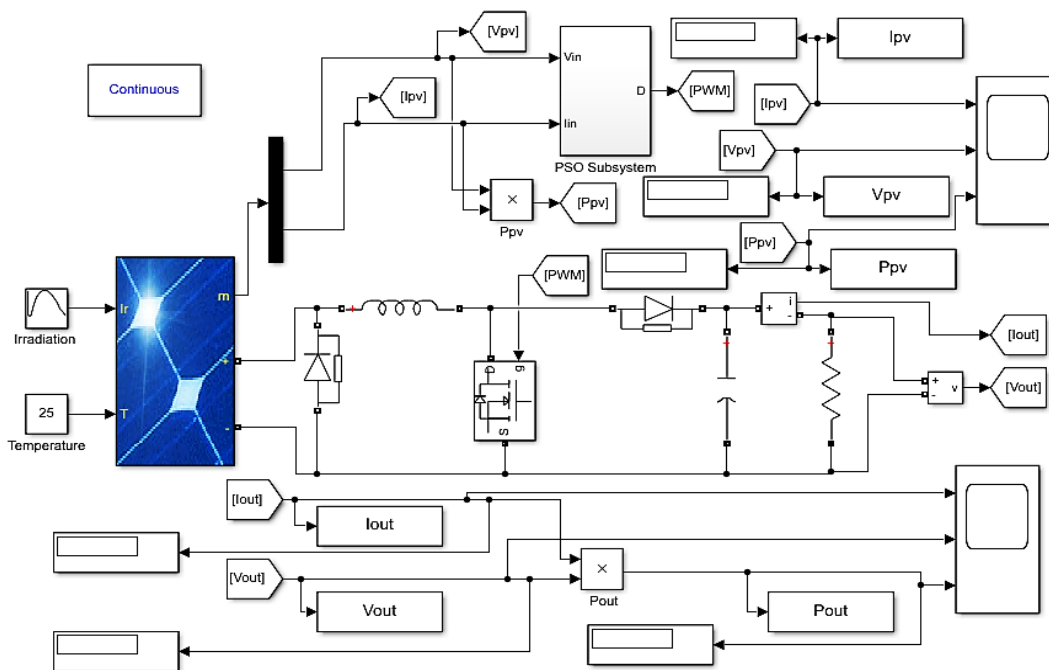 [Vpv]
Continuous
[Ipv]
Vin
Iin
D
PSO Subsystem
[PWM]
×
Ppv
[Ppv]
Ipv
[Ipv]
[Vpv]
Vpv
[Ppv]
Ppv
Ir
T
m
+
-
Irradiation
25
Temperature
+
[PWM]
g
D
S
+
+
i
-
+
[Iout]
+
-
v
[Vout]
[Iout]
Iout
[Vout]
Vout
×
Pout
Pout